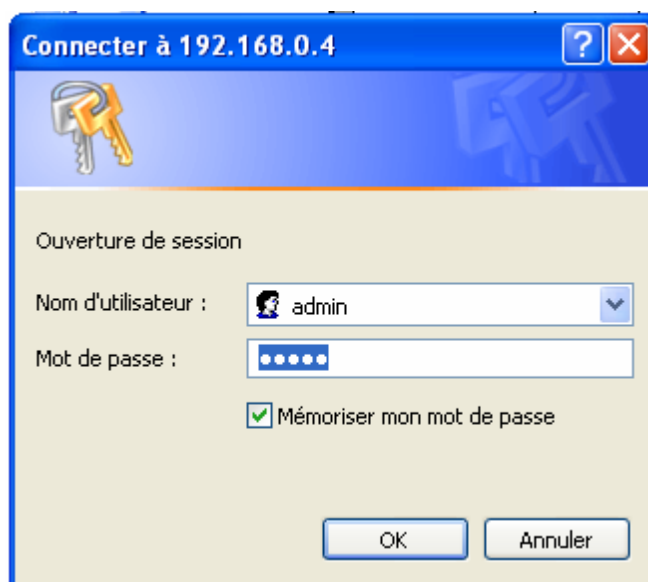 Connecter à 192.168.0.4
Ouverture de session
Nom d'utilisateur : admin
Mot de passe : •••••
Mémoriser mon mot de passe
OK Annuler